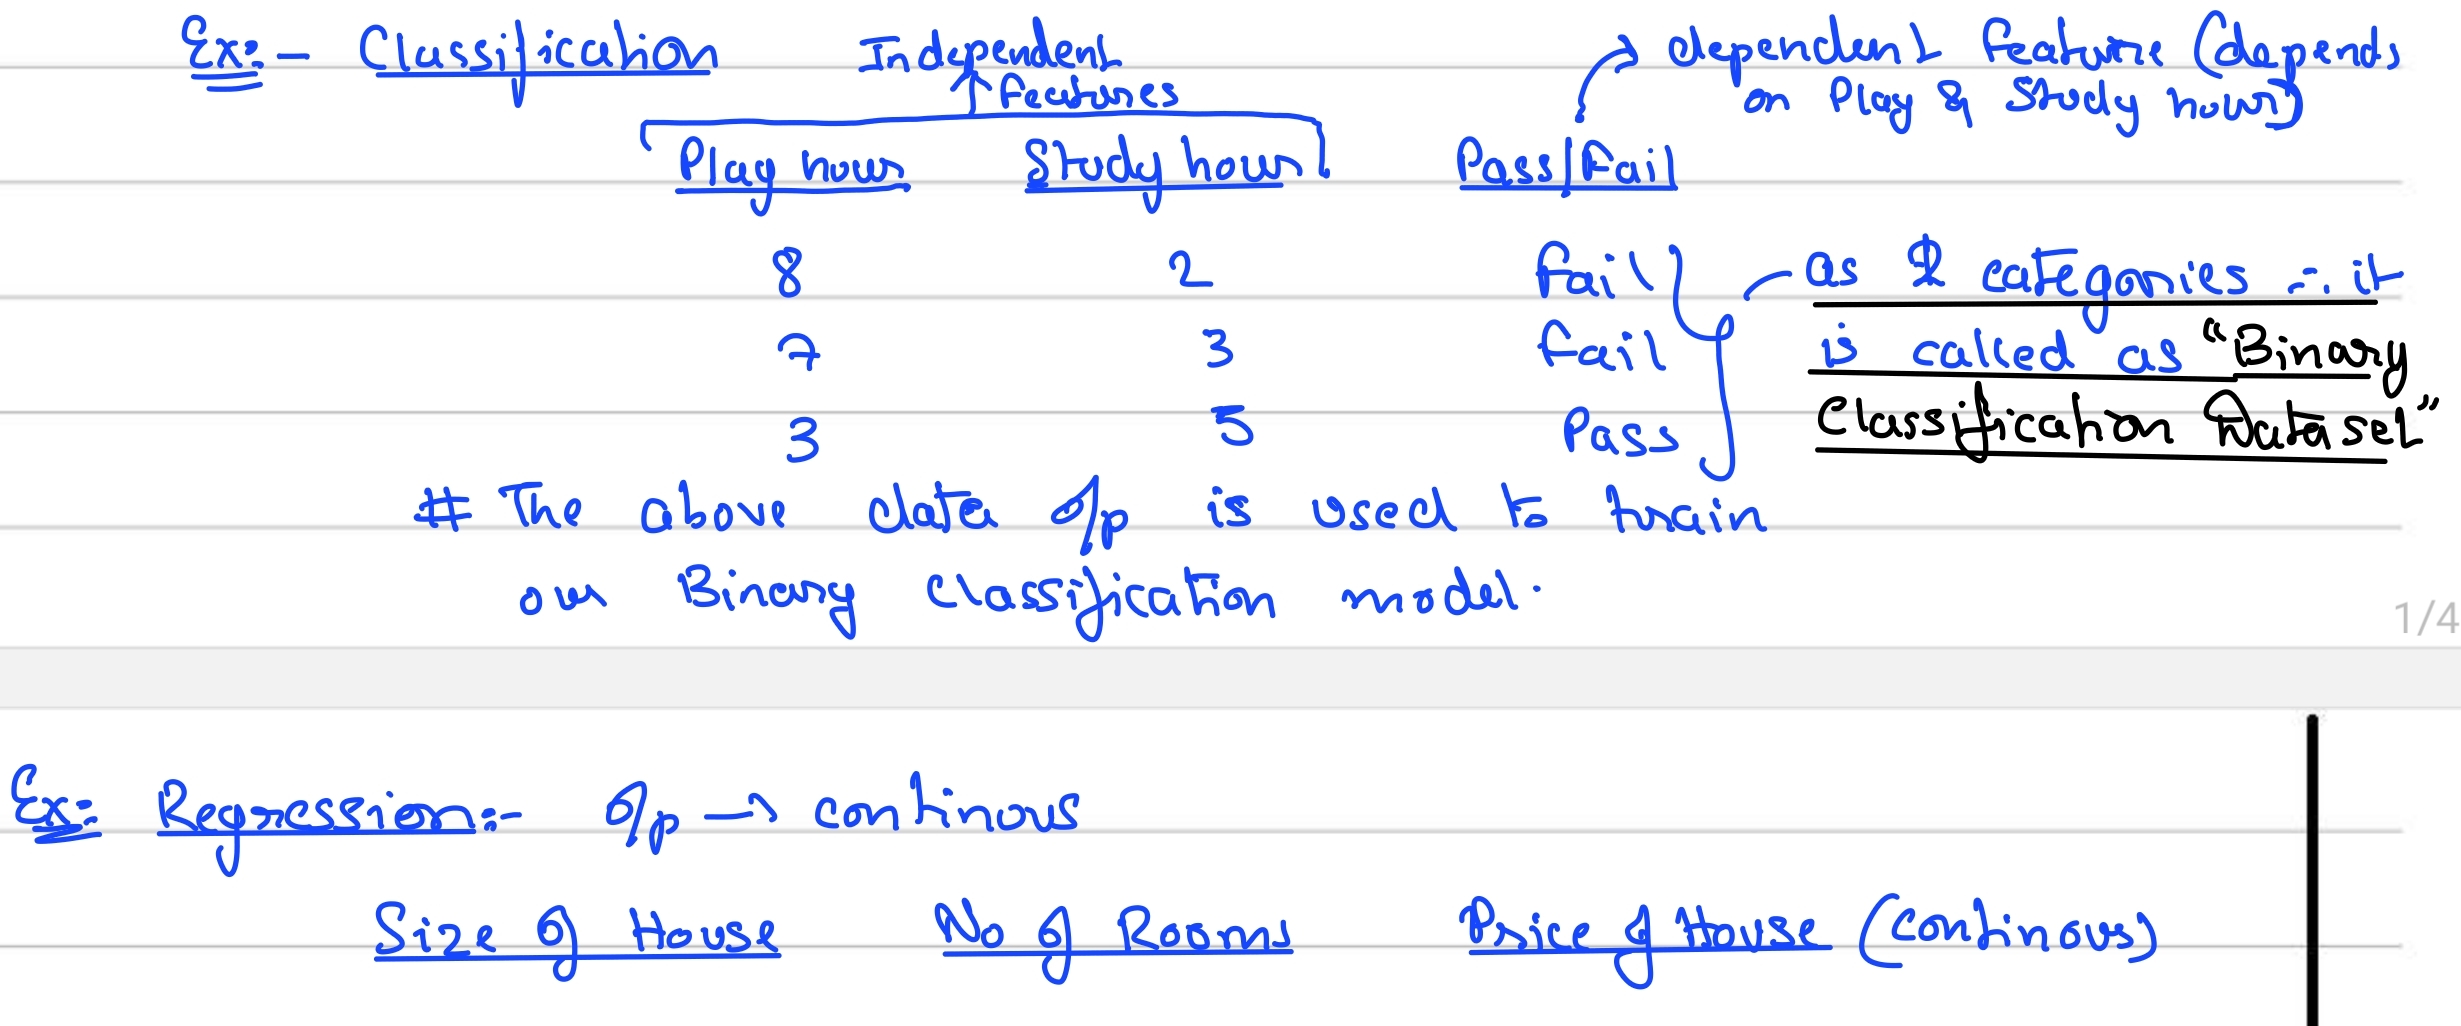 Ex:- Classification Independent features dependent feature (depends
on Play & Study hours)
Play hours Study hours Pass/Fail
8 2 Fail as 2 categories ∴ it
7 3 fail is called as "Binary
3 5 Pass Classification Dataset"
# The above data o/p is used to train
our Binary Classification model.
1/4
Ex: Regression:- o/p → continous
Size of House No of Rooms Price of House (continous)